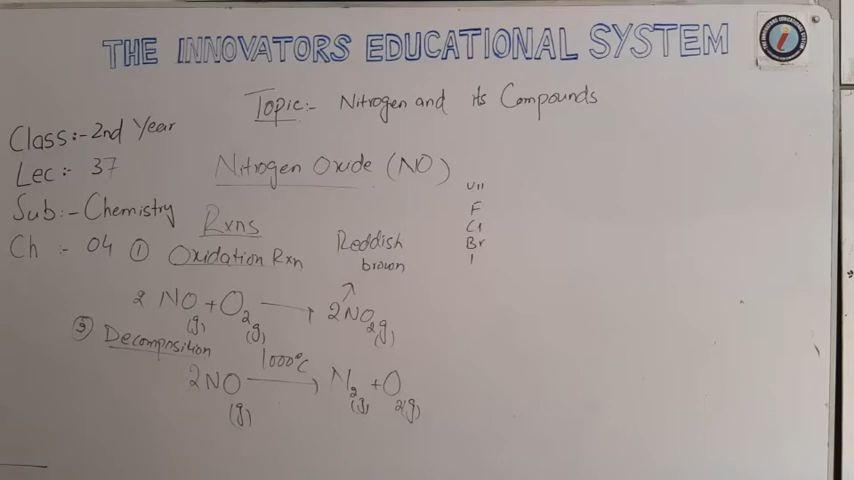 THE INNOVATORS EDUCATIONAL SYSTEM
Topic:- Nitrogen and its Compounds
Class:- 2nd Year
Lec:- 37
Nitrogen Oxide (NO)
Sub:- Chemistry
Ch :- 04
Rxns
VII
F
Cl
Br
I
① Oxidation Rxn
Reddish
brown
2 NO(g) + O2(g) → 2NO2(g)
③ Decomposition
2NO(g) 1000°C → N2(g) + O2(g)